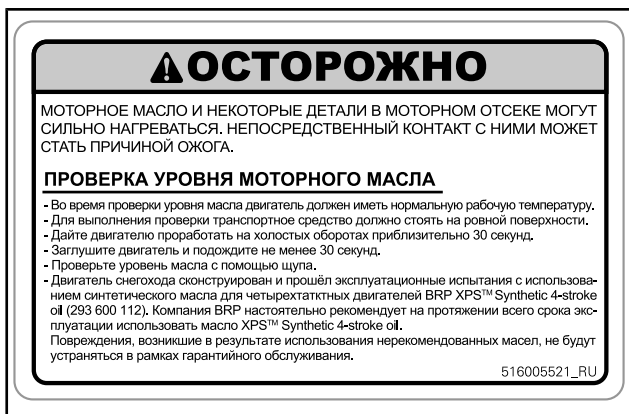 ОСТОРОЖНО
МОТОРНОЕ МАСЛО И НЕКОТОРЫЕ ДЕТАЛИ В МОТОРНОМ ОТСЕКЕ МОГУТ
СИЛЬНО НАГРЕВАТЬСЯ. НЕПОСРЕДСТВЕННЫЙ КОНТАКТ С НИМИ МОЖЕТ
СТАТЬ ПРИЧИНОЙ ОЖОГА.
ПРОВЕРКА УРОВНЯ МОТОРНОГО МАСЛА
- Во время проверки уровня масла двигатель должен иметь нормальную рабочую температуру.
- Для выполнения проверки транспортное средство должно стоять на ровной поверхности.
- Дайте двигателю проработать на холостых оборотах приблизительно 30 секунд.
- Заглушите двигатель и подождите не менее 30 секунд.
- Проверьте уровень масла с помощью щупа.
- Двигатель снегохода сконструирован и прошёл эксплуатационные испытания с использова-
нием синтетического масла для четырехтатктных двигателей BRP XPS™ Synthetic 4-stroke
oil (293 600 112). Компания BRP настоятельно рекомендует на протяжении всего срока экс-
плуатации использовать масло XPS™ Synthetic 4-stroke oil.
Повреждения, возникшие в результате использования нерекомендованных масел, не будут
устраняться в рамках гарантийного обслуживания.
516005521_RU